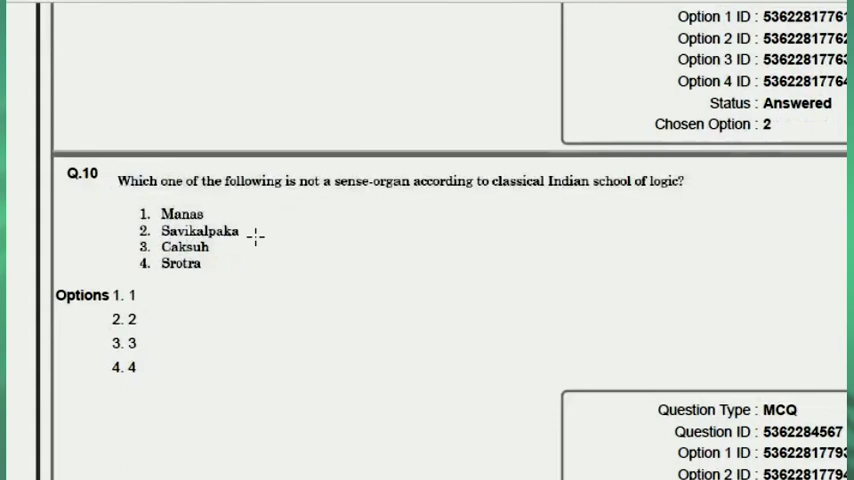 Option 1 ID : 53622817761
Option 2 ID : 53622817762
Option 3 ID : 53622817763
Option 4 ID : 53622817764
Status : Answered
Chosen Option : 2
Q.10 Which one of the following is not a sense-organ according to classical Indian school of logic?
1. Manas
2. Savikalpaka
3. Caksuh
4. Srotra
Options 1. 1
2. 2
3. 3
4. 4
Question Type : MCQ
Question ID : 5362284567
Option 1 ID : 53622817793
Option 2 ID : 53622817794